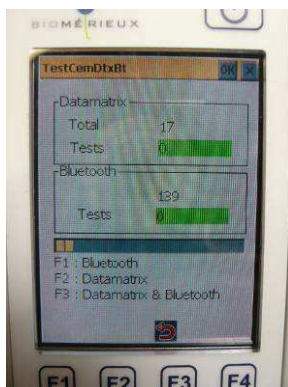 BIOMÉRIEUX
TestCemDtxBt OK ×
Datamatrix
Total 17
Tests 0
Bluetooth
139
Tests 0
F1 : Bluetooth
F2 : Datamatrix
F3 : Datamatrix & Bluetooth
F1 F2 F3 F4